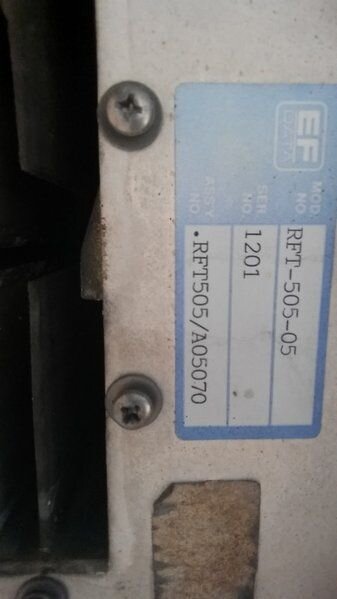 EF
DATA
MOD. NO. RFT-505-05
SER. NO. 1201
ASSY. NO. .RFT505/A05070